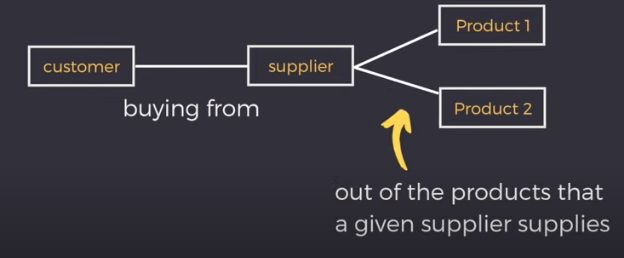 Product 1
customer
supplier
buying from
Product 2
out of the products that
a given supplier supplies